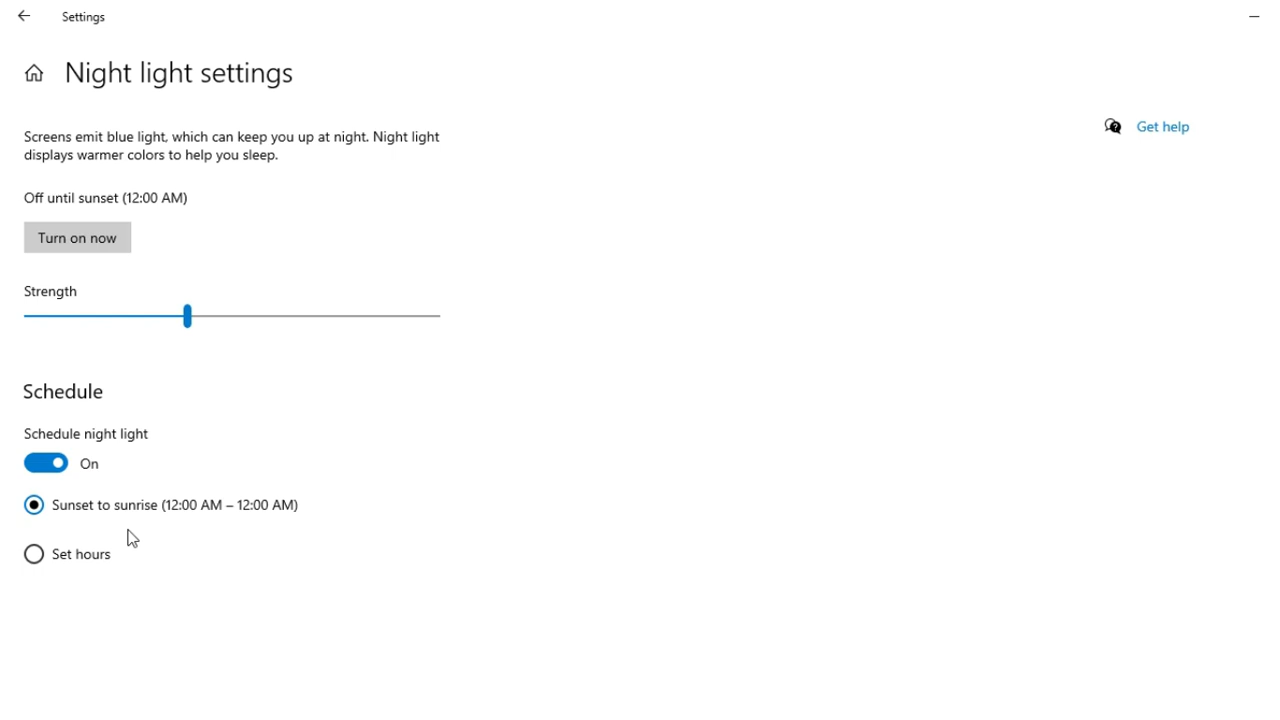 Settings
Night light settings
Screens emit blue light, which can keep you up at night. Night light
displays warmer colors to help you sleep.
Get help
Off until sunset (12:00 AM)
Turn on now
Strength
Schedule
Schedule night light
On
Sunset to sunrise (12:00 AM – 12:00 AM)
Set hours